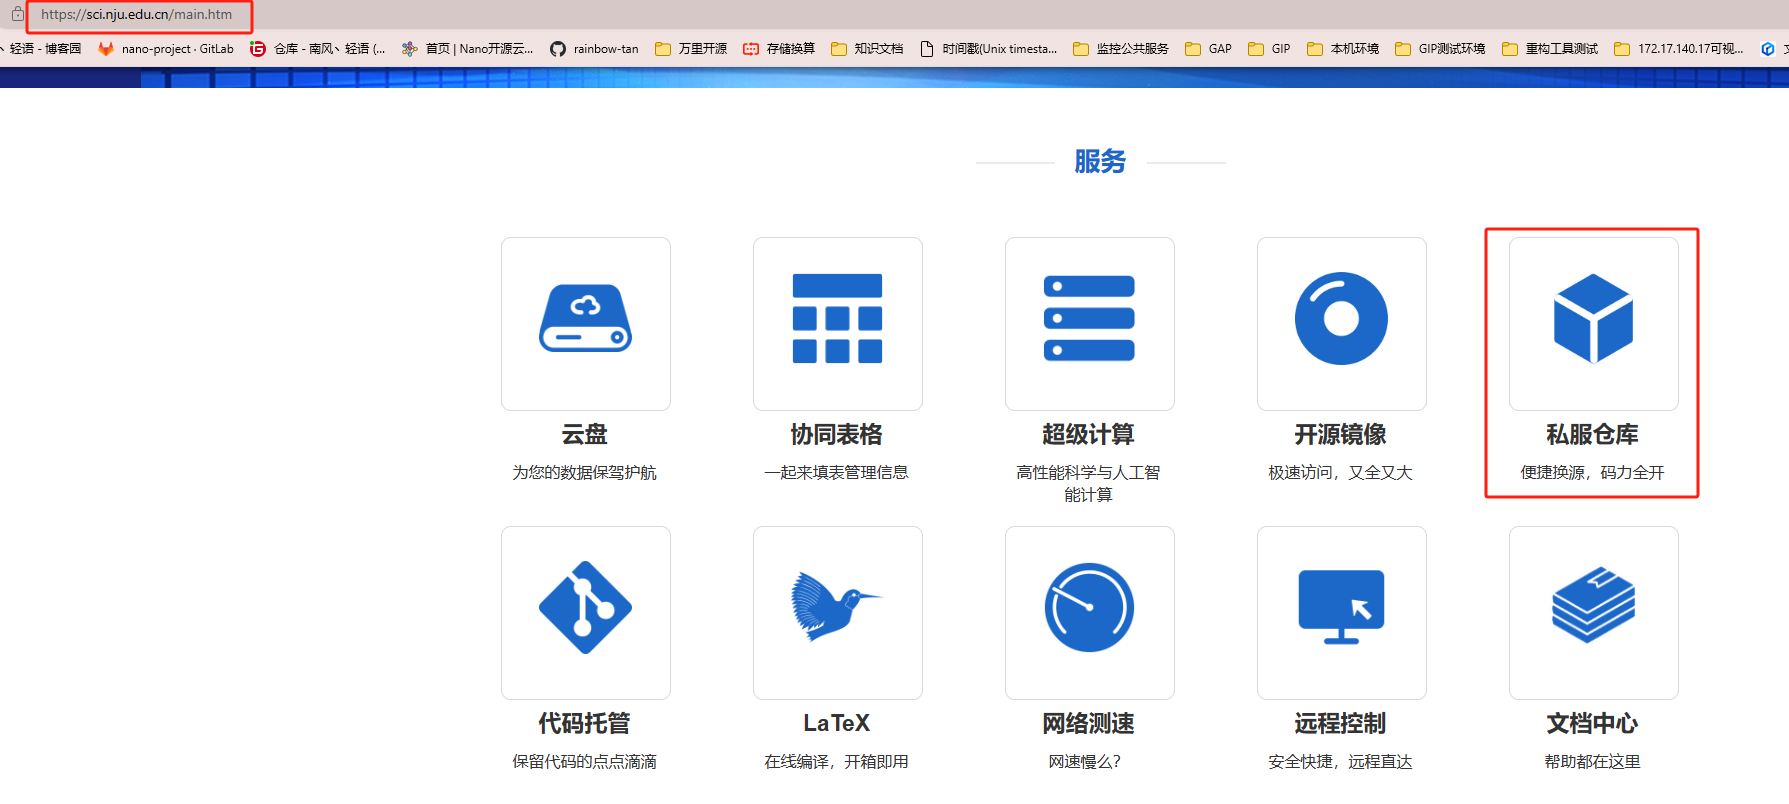 https://sci.nju.edu.cn/main.htm
轻语 - 博客园 nano-project · GitLab 仓库 - 南风、轻语 (... 首页 | Nano开源云... rainbow-tan 万里开源 存储换算 知识文档 时间戳(Unix timesta... 监控公共服务 GAP GIP 本机环境 GIP测试环境 重构工具测试 172.17.140.17可视...
服务
云盘 协同表格 超级计算 开源镜像 私服仓库
为您的数据保驾护航 一起来填表管理信息 高性能科学与人工智 极速访问，又全又大 便捷换源，码力全开
能计算
代码托管 LaTeX 网络测速 远程控制 文档中心
保留代码的点点滴滴 在线编译，开箱即用 网速慢么？ 安全快捷，远程直达 帮助都在这里